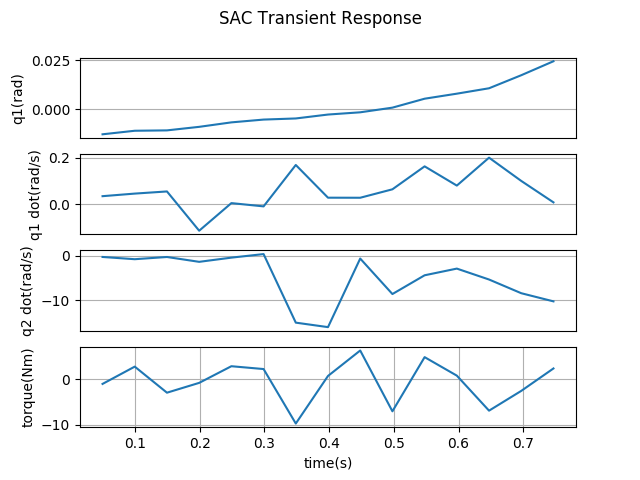 SAC Transient Response
0.025
0.000
q1(rad)
0.2
0.0
q1 dot(rad/s)
0
−10
q2 dot(rad/s)
0
−10
torque(Nm)
0.1 0.2 0.3 0.4 0.5 0.6 0.7
time(s)